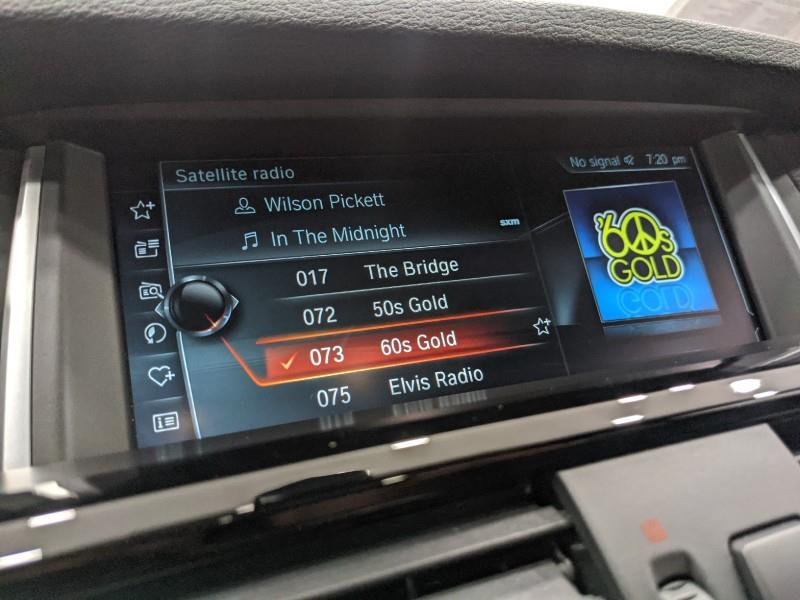 No signal 7:20 pm
Satellite radio
Wilson Pickett
In The Midnight
sxm
017 The Bridge
072 50s Gold
073 60s Gold
075 Elvis Radio
'60s
GOLD